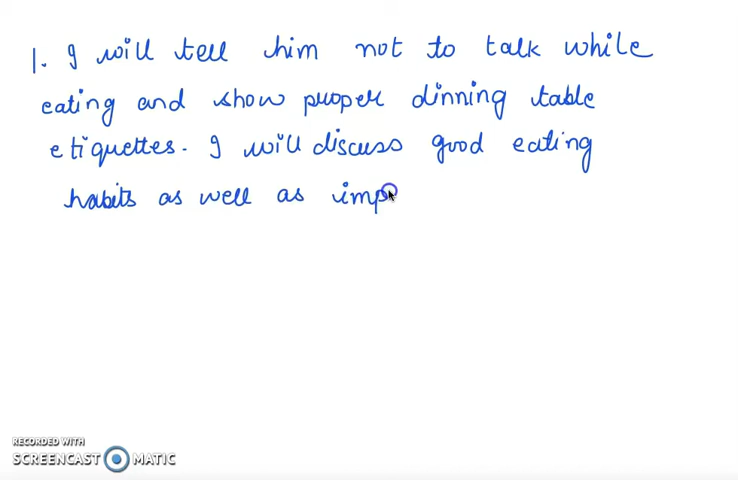 1. I will tell him not to talk while
eating and show proper dinning table
etiquettes. I will discuss good eating
habits as well as imp
RECORDED WITH
SCREENCAST MATIC